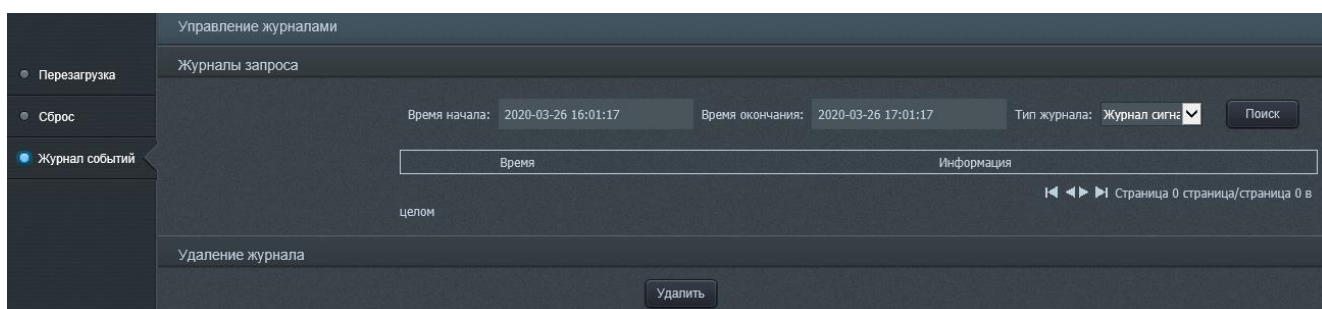 Управление журналами
Журналы запроса
Перезагрузка
Сброс
Журнал событий
Время начала: 2020-03-26 16:01:17 Время окончания: 2020-03-26 17:01:17 Тип журнала: Журнал сигна Поиск
Время Информация
Страница 0 страница/страница 0 в
целом
Удаление журнала
Удалить